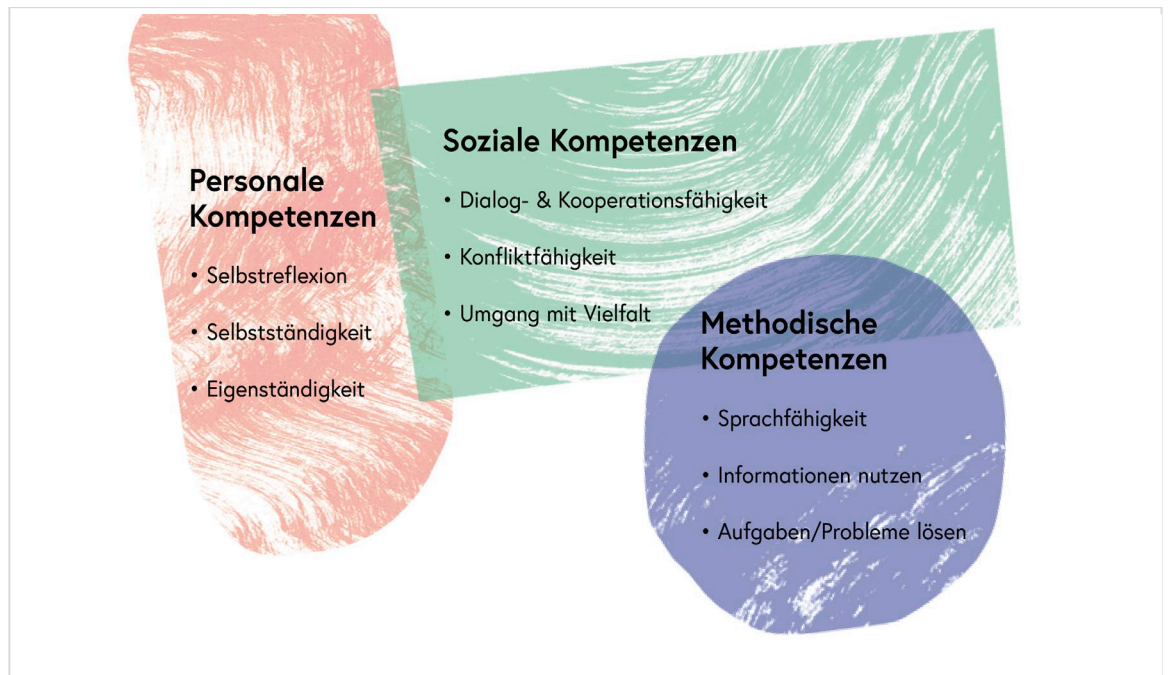 Personale
Kompetenzen
• Selbstreflexion
• Selbstständigkeit
• Eigenständigkeit
Soziale Kompetenzen
• Dialog- & Kooperationsfähigkeit
• Konfliktfähigkeit
• Umgang mit Vielfalt
Methodische
Kompetenzen
• Sprachfähigkeit
• Informationen nutzen
• Aufgaben/Probleme lösen